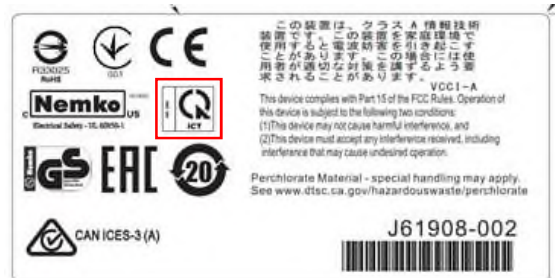 CE
R33025
RoHS
c Nemko US
ICT
Electrical Safety - UL 60950-1
Nemko
GS
EAC
20
CAN ICES-3 (A)
この装置は、クラスA情報技術
装置です。この装置を家庭環境で
使用すると電波妨害を引き起こす
ことがあります。この場合には使
用者が適切な対策を講ずるよう要
求されることがあります。
VCCI-A
This device complies with Part 15 of the FCC Rules. Operation of
this device is subject to the following two conditions:
(1)This device may not cause harmful interference, and
(2)This device must accept any interference received, including
interference that may cause undesired operation.
Perchlorate Material - special handling may apply.
See www.dtsc.ca.gov/hazardouswaste/perchlorate
J61908-002